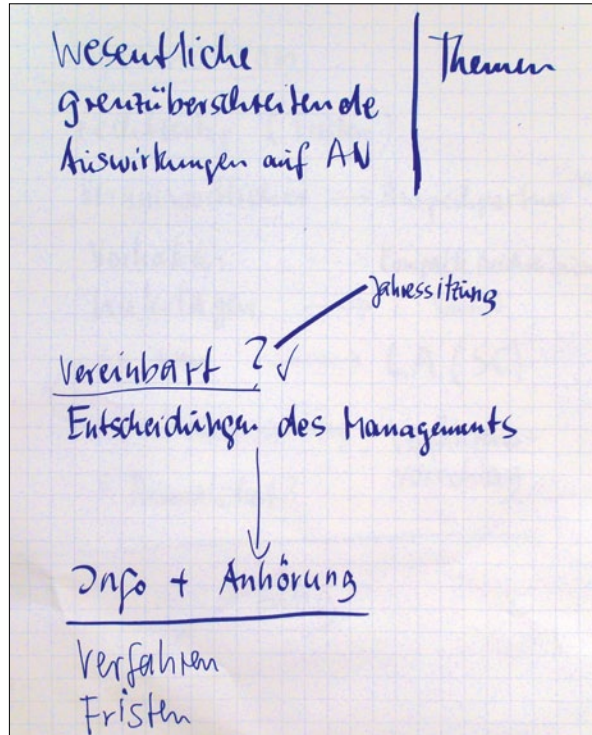 Wesentliche
grenzüberschreitende
Auswirkungen auf AN
Themen
Jahressitzung
Vereinbart ? ✓
Entscheidungen des Managements
Info + Anhörung
Verfahren
Fristen